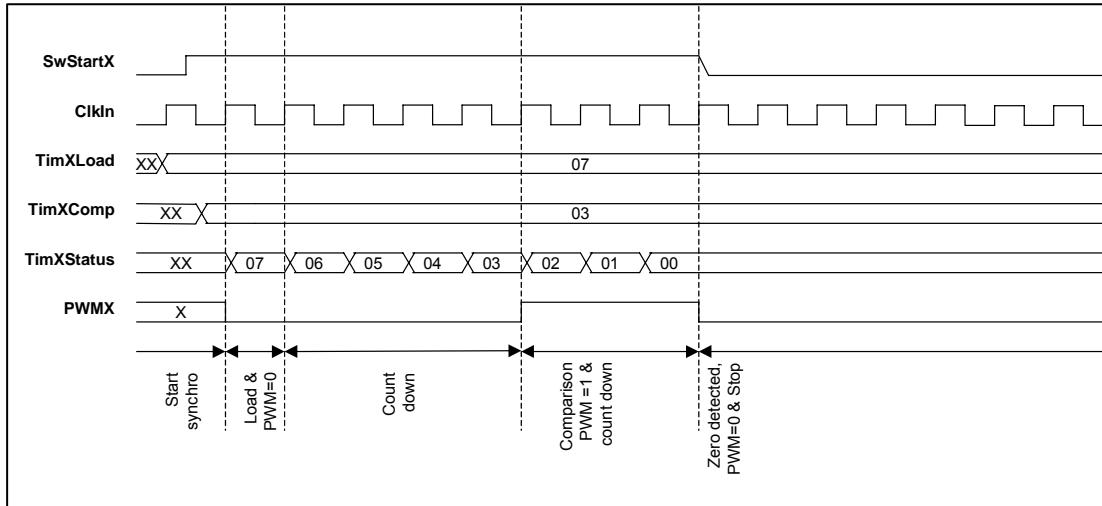 SwStartX
ClkIn
TimXLoad
XX
07
TimXComp
XX
03
TimXStatus
XX
07
06
05
04
03
02
01
00
PWMX
X
Start
synchro
Load &
PWM=0
Count
down
Comparison
PWM =1 &
count down
Zero detected,
PWM=0 & Stop